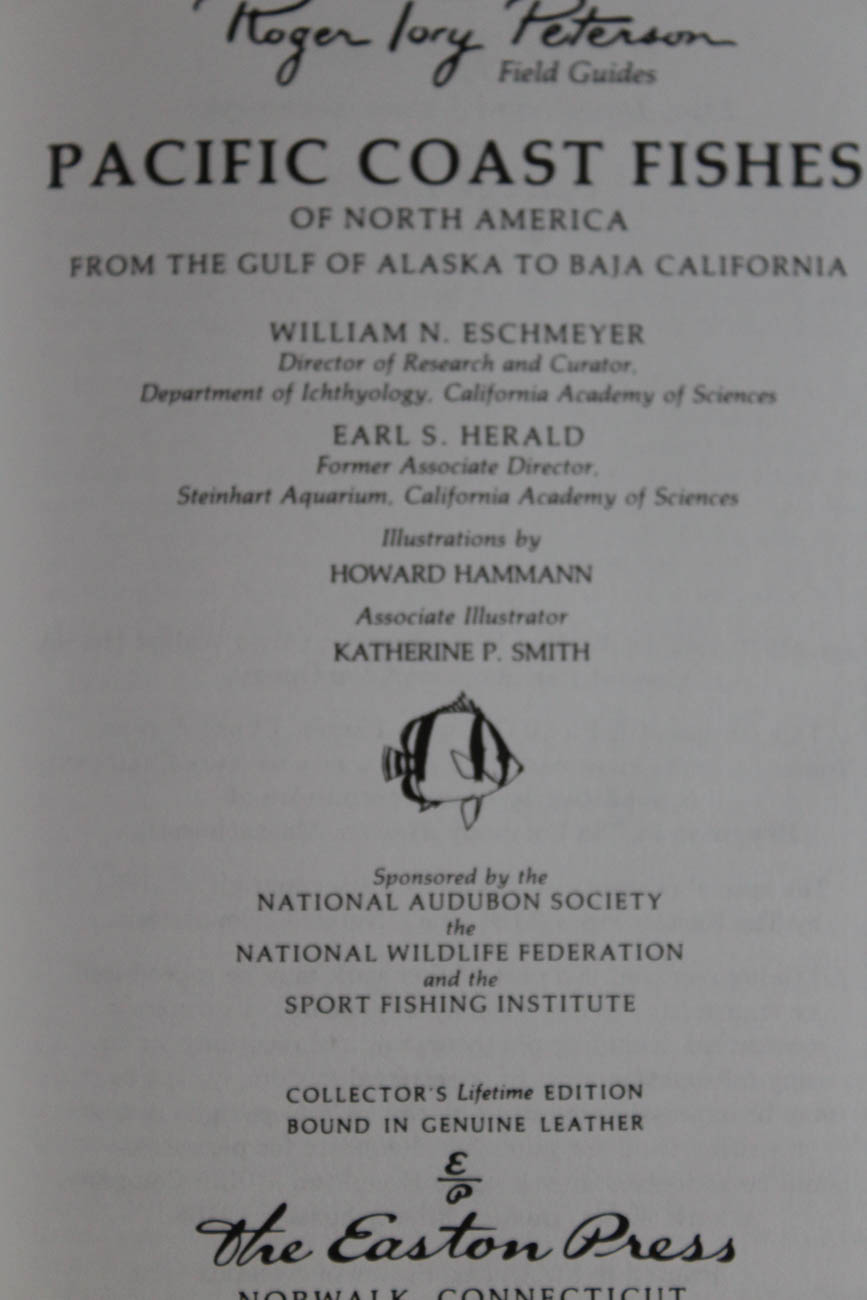 Roger Tory Peterson
Field Guides
PACIFIC COAST FISHES
OF NORTH AMERICA
FROM THE GULF OF ALASKA TO BAJA CALIFORNIA
WILLIAM N. ESCHMEYER
Director of Research and Curator,
Department of Ichthyology, California Academy of Sciences
EARL S. HERALD
Former Associate Director,
Steinhart Aquarium, California Academy of Sciences
Illustrations by
HOWARD HAMMANN
Associate Illustrator
KATHERINE P. SMITH
Sponsored by the
NATIONAL AUDUBON SOCIETY
the
NATIONAL WILDLIFE FEDERATION
and the
SPORT FISHING INSTITUTE
COLLECTOR'S Lifetime EDITION
BOUND IN GENUINE LEATHER
E
P
The Easton Press
NORWALK, CONNECTICUT